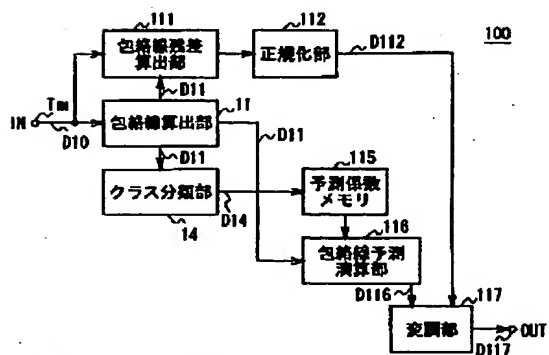 111
112
100
包絡線残差
算出部
正規化部
D112
D11
Tm
11
IN
包絡線算出部
D10
D11
D11
115
クラス分類部
予測係数
メモリ
14
D14
116
包絡線予測
演算部
D116
117
変調部
OUT
D117